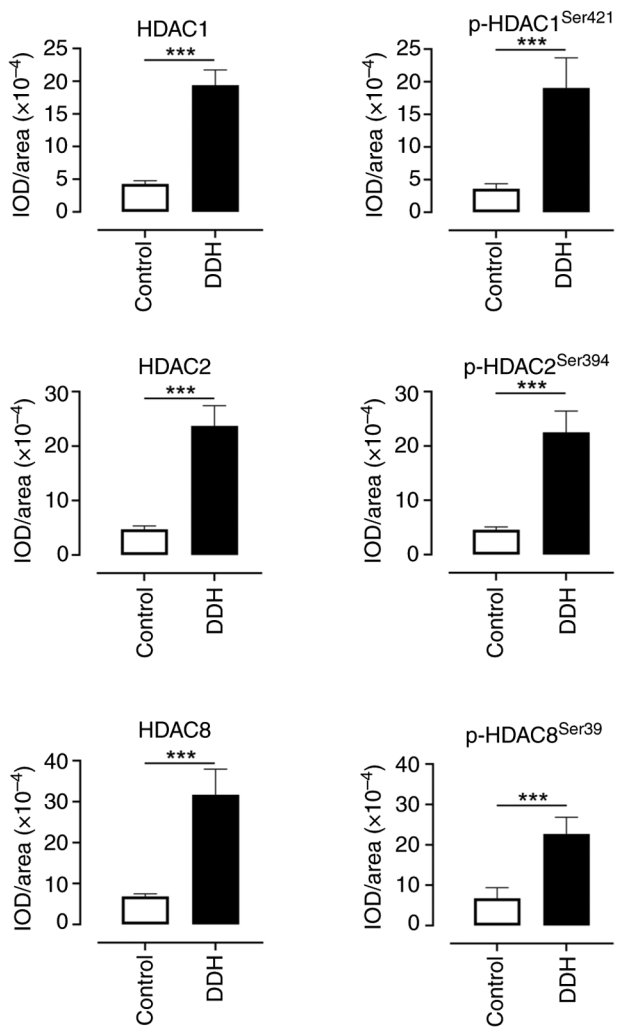 HDAC1
***
IOD/area (×10–4)
25
20
15
10
5
0
Control
DDH
p-HDAC1Ser421
***
IOD/area (×10–4)
25
20
15
10
5
0
Control
DDH
HDAC2
***
IOD/area (×10–4)
30
20
10
0
Control
DDH
p-HDAC2Ser394
***
IOD/area (×10–4)
30
20
10
0
Control
DDH
HDAC8
***
IOD/area (×10–4)
40
30
20
10
0
Control
DDH
p-HDAC8Ser39
***
IOD/area (×10–4)
40
30
20
10
0
Control
DDH